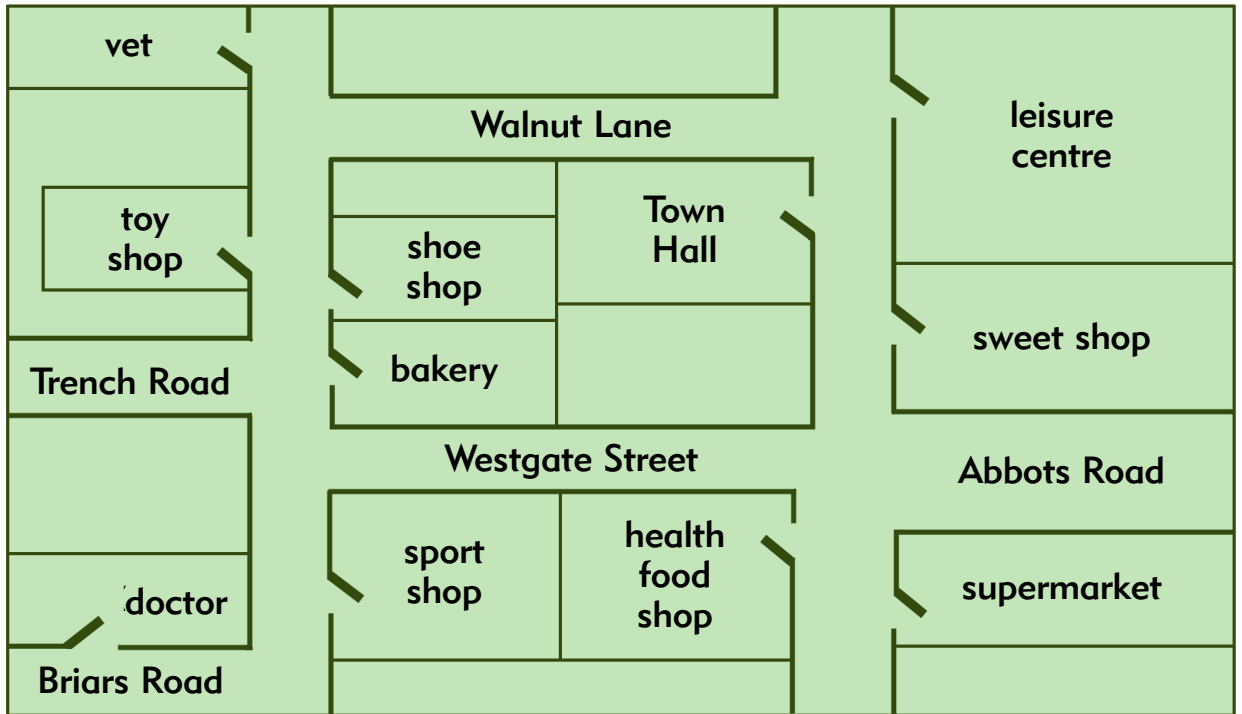 vet
Walnut Lane
leisure
centre
toy
shop
shoe
shop
Town
Hall
sweet shop
Trench Road
bakery
Westgate Street
Abbots Road
sport
shop
health
food
shop
supermarket
doctor
Briars Road